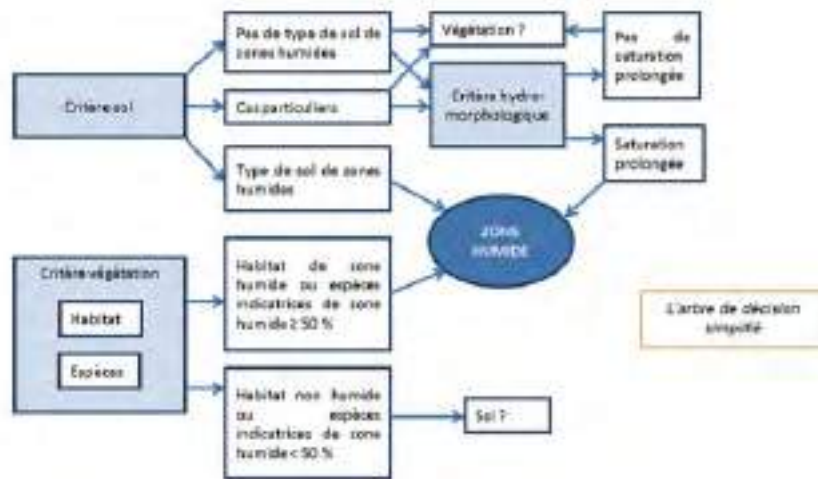 Pas de type de sol de
zones humides
Végétation ?
Pas de
saturation
prolongée
Critère sol
Cas particuliers
Critère hydro-
morphologique
Type de sol de zones
humides
Saturation
prolongée
ZONE
HUMIDE
Critère végétation
Habitat
Espèces
Habitat de zone
humide ou espèces
indicatrices de zone
humide ≥ 50 %
L'arbre de décision
simplifié
Habitat non humide
ou espèces
indicatrices de zone
humide < 50 %
Sol ?